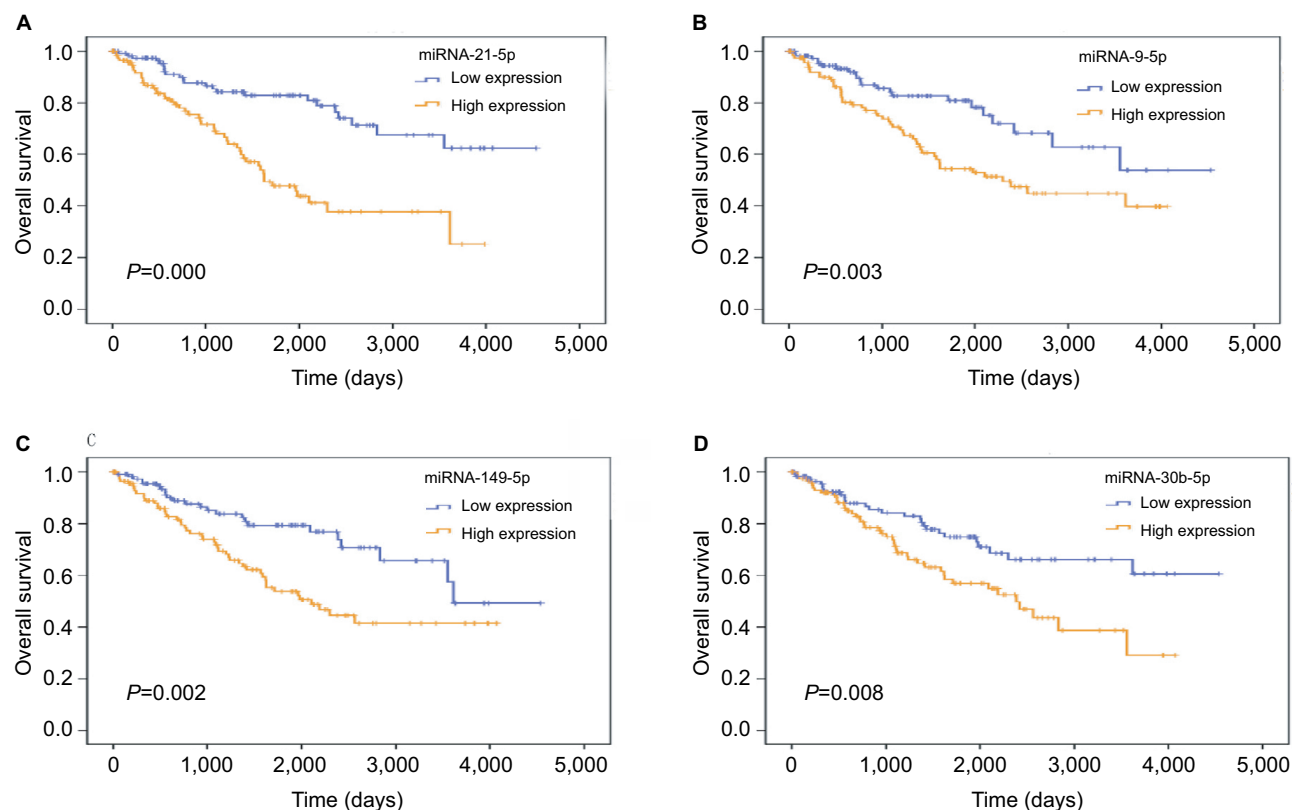 A
miRNA-21-5p
Low expression
High expression
Overall survival
1.0
0.8
0.6
0.4
0.2
0.0
P=0.000
0 1,000 2,000 3,000 4,000 5,000
Time (days)
B
miRNA-9-5p
Low expression
High expression
Overall survival
1.0
0.8
0.6
0.4
0.2
0.0
P=0.003
0 1,000 2,000 3,000 4,000 5,000
Time (days)
C
C
miRNA-149-5p
Low expression
High expression
Overall survival
1.0
0.8
0.6
0.4
0.2
0.0
P=0.002
0 1,000 2,000 3,000 4,000 5,000
Time (days)
D
miRNA-30b-5p
Low expression
High expression
Overall survival
1.0
0.8
0.6
0.4
0.2
0.0
P=0.008
0 1,000 2,000 3,000 4,000 5,000
Time (days)